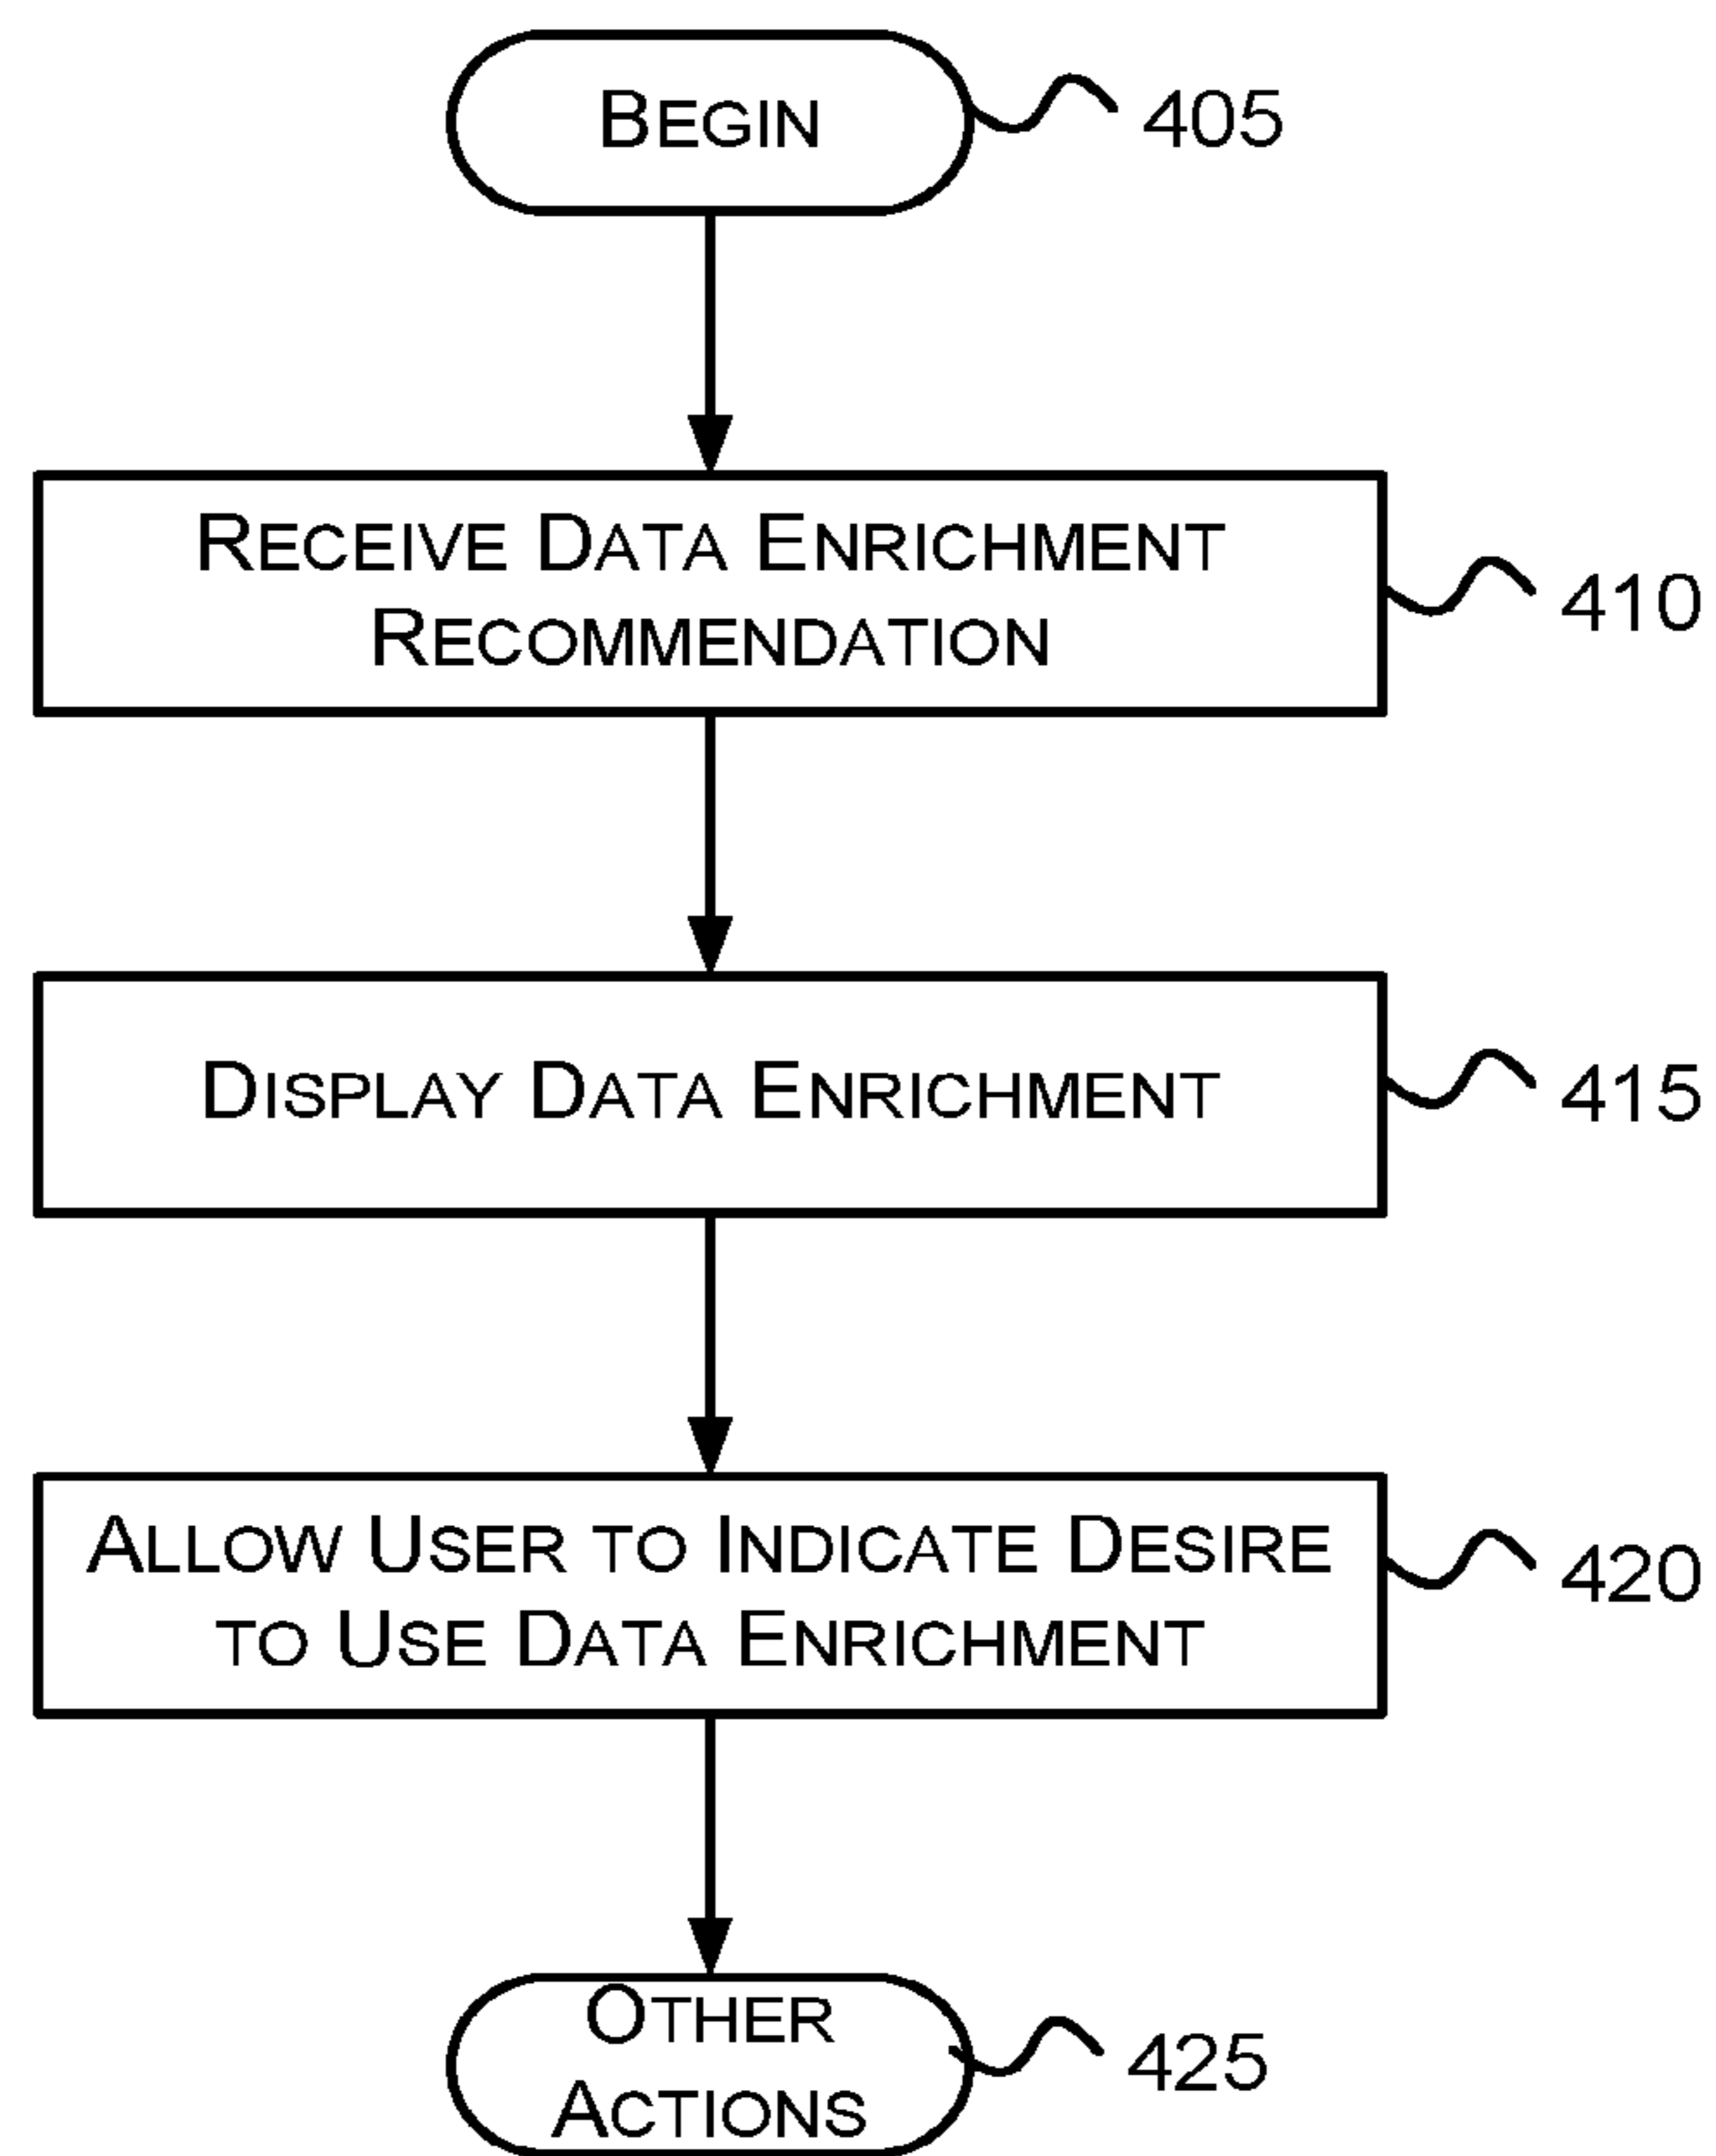 BEGIN
405
RECEIVE DATA ENRICHMENT
RECOMMENDATION
410
DISPLAY DATA ENRICHMENT
415
ALLOW USER TO INDICATE DESIRE
TO USE DATA ENRICHMENT
420
OTHER
ACTIONS
425